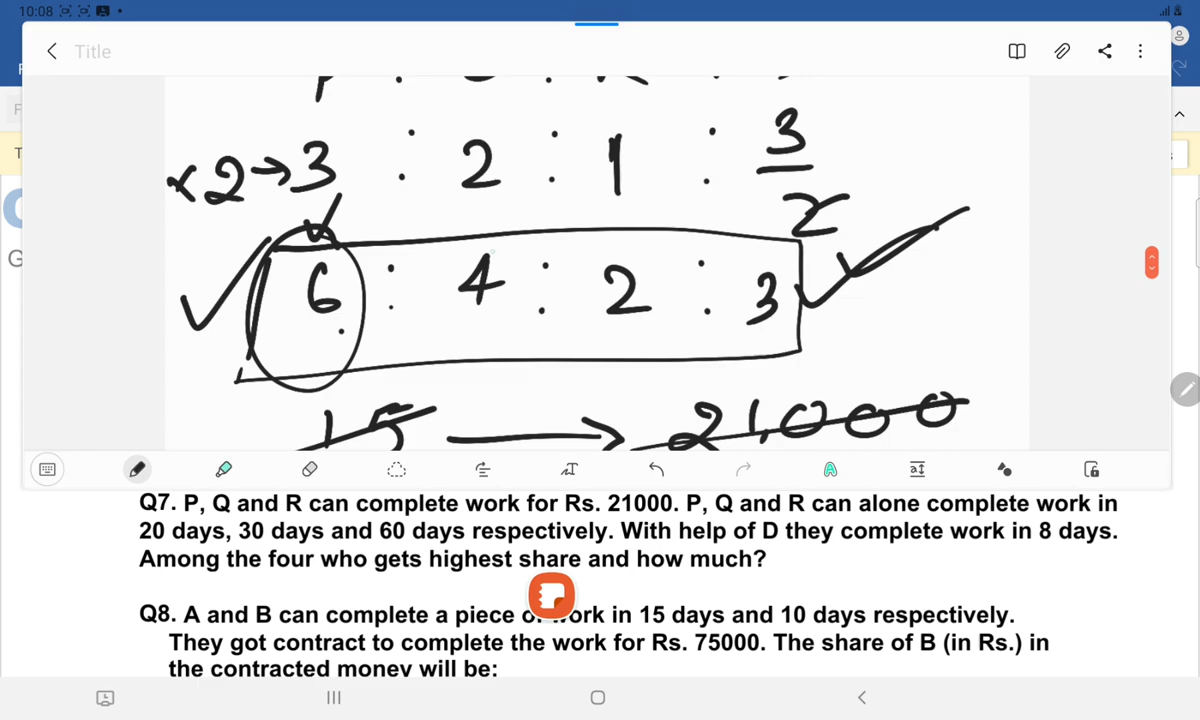 10:08
Title
×2→3 : 2 : 1 : 3/2
6 : 4 : 2 : 3
15 → 21,000
Q7. P, Q and R can complete work for Rs. 21000. P, Q and R can alone complete work in
20 days, 30 days and 60 days respectively. With help of D they complete work in 8 days.
Among the four who gets highest share and how much?
Q8. A and B can complete a piece of work in 15 days and 10 days respectively.
They got contract to complete the work for Rs. 75000. The share of B (in Rs.) in
the contracted money will be: